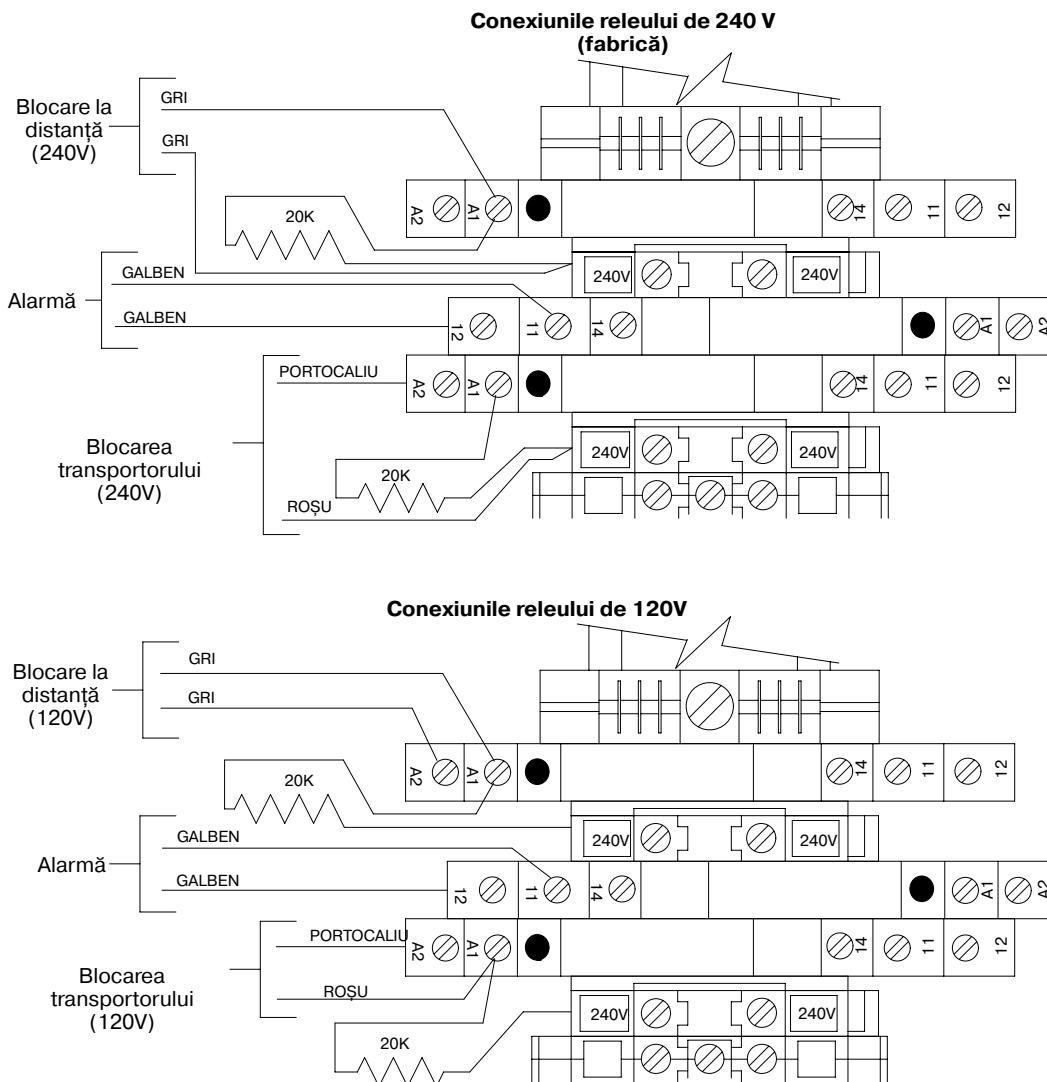 Conexiunile releului de 240 V
(fabrică)
Blocare la
distanță
(240V)
GRI
GRI
20K
A2
A1
14
11
12
Alarmă
GALBEN
GALBEN
240V
240V
12
11
14
A1
A2
Blocarea
transportorului
(240V)
PORTOCALIU
A2
A1
14
11
12
20K
ROȘU
240V
240V
Conexiunile releului de 120V
Blocare la
distanță
(120V)
GRI
GRI
20K
A2
A1
14
11
12
Alarmă
GALBEN
GALBEN
240V
240V
12
11
14
A1
A2
Blocarea
transportorului
(120V)
PORTOCALIU
A2
A1
14
11
12
ROȘU
20K
240V
240V